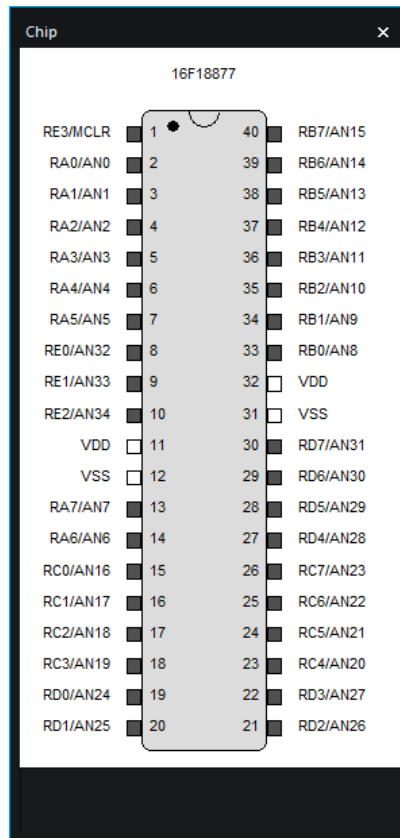 Chip ×
16F18877
RE3/MCLR 1 40 RB7/AN15
RA0/AN0 2 39 RB6/AN14
RA1/AN1 3 38 RB5/AN13
RA2/AN2 4 37 RB4/AN12
RA3/AN3 5 36 RB3/AN11
RA4/AN4 6 35 RB2/AN10
RA5/AN5 7 34 RB1/AN9
RE0/AN32 8 33 RB0/AN8
RE1/AN33 9 32 VDD
RE2/AN34 10 31 VSS
VDD 11 30 RD7/AN31
VSS 12 29 RD6/AN30
RA7/AN7 13 28 RD5/AN29
RA6/AN6 14 27 RD4/AN28
RC0/AN16 15 26 RC7/AN23
RC1/AN17 16 25 RC6/AN22
RC2/AN18 17 24 RC5/AN21
RC3/AN19 18 23 RC4/AN20
RD0/AN24 19 22 RD3/AN27
RD1/AN25 20 21 RD2/AN26